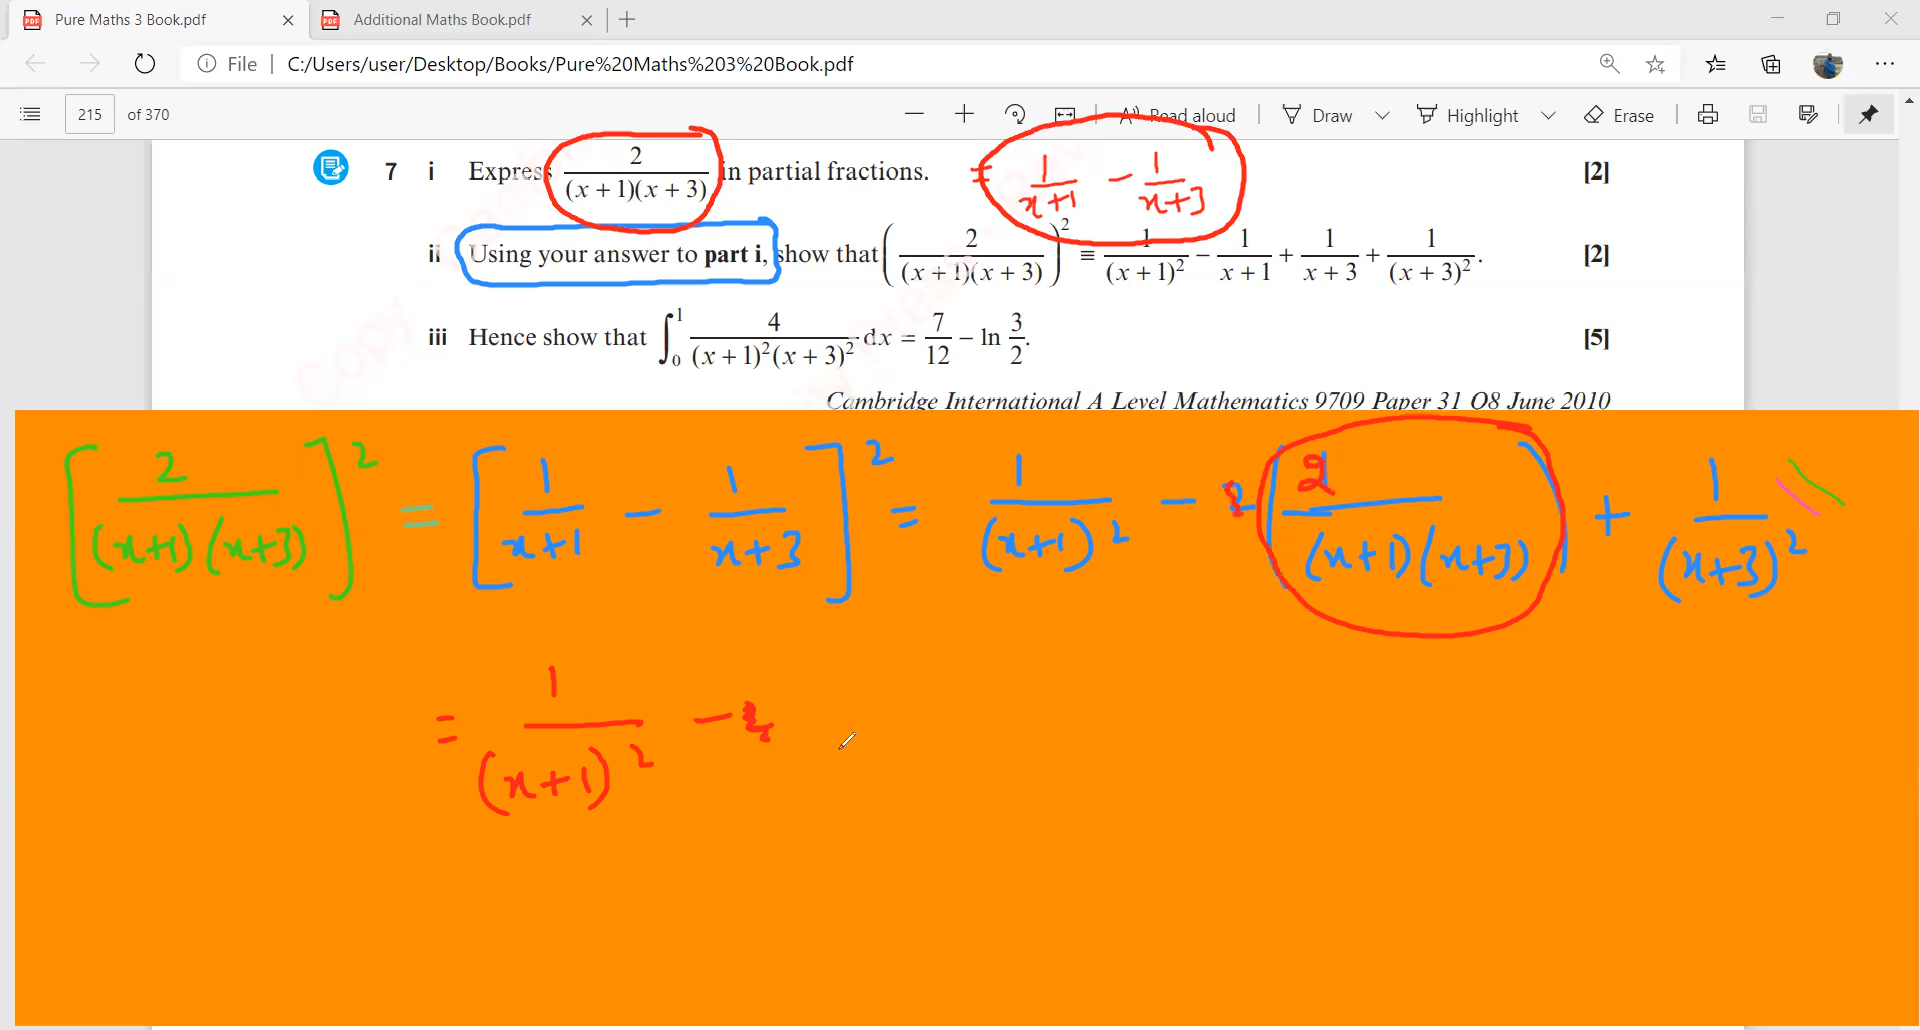 Pure Maths 3 Book.pdf Additional Maths Book.pdf
File | C:/Users/user/Desktop/Books/Pure%20Maths%203%20Book.pdf
215 of 370 Read aloud Draw Highlight Erase
7 i Express 2/((x + 1)(x + 3)) in partial fractions. = 1/(x+1) − 1/(x+3) [2]
ii Using your answer to part i, show that (2/((x + 1)(x + 3)))² ≡ 1/(x + 1)² − 1/(x + 1) + 1/(x + 3) + 1/(x + 3)². [2]
iii Hence show that ∫₀¹ 4/((x + 1)²(x + 3)²) dx = 7/12 − ln 3/2. [5]
Cambridge International A Level Mathematics 9709 Paper 31 Q8 June 2010
[2/((x+1)(x+3))]² = [1/(x+1) − 1/(x+3)]² = 1/(x+1)² − (2/((x+1)(x+3))) + 1/(x+3)²
= 1/(x+1)² −